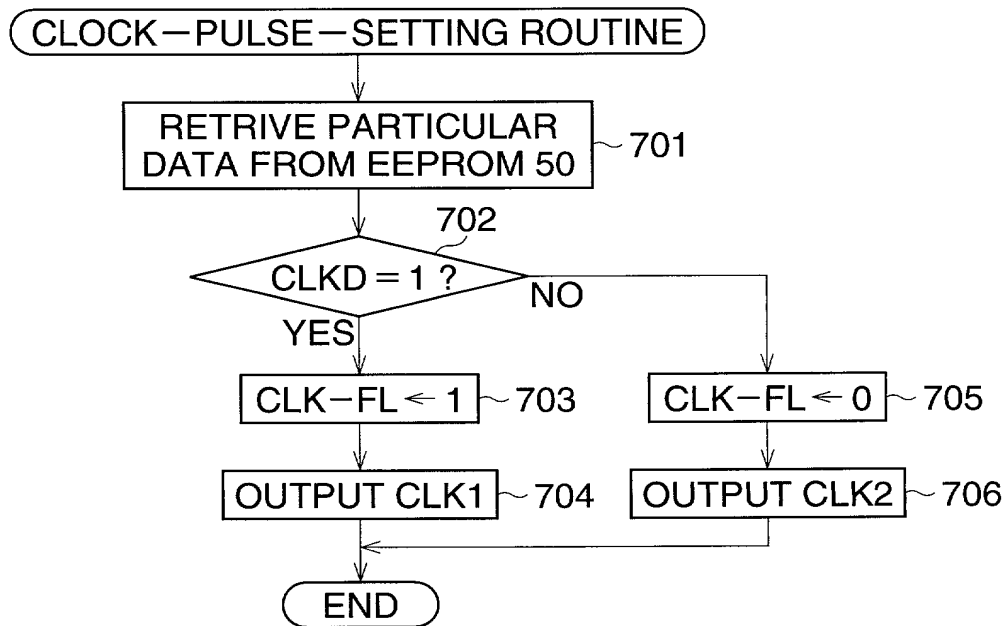 CLOCK-PULSE-SETTING ROUTINE
RETRIVE PARTICULAR
DATA FROM EEPROM 50
701
702
CLKD = 1 ?
NO
YES
CLK-FL ← 1
703
CLK-FL ← 0
705
OUTPUT CLK1
704
OUTPUT CLK2
706
END